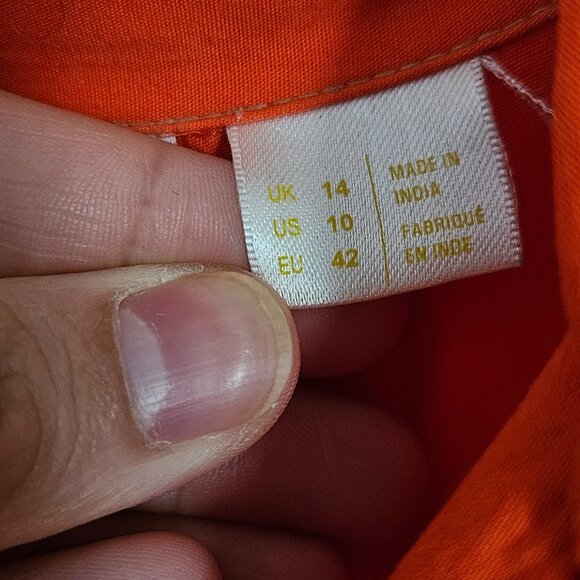 UK 14
US 10
EU 42
MADE IN
INDIA
FABRIQUÉ
EN INDE